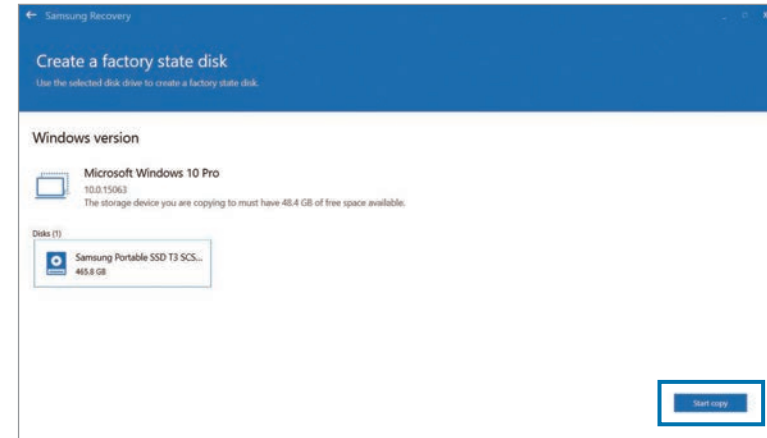 Samsung Recovery
Create a factory state disk
Use the selected disk drive to create a factory state disk.
Windows version
Microsoft Windows 10 Pro
10.0.15063
The storage device you are copying to must have 48.4 GB of free space available.
Disks (1)
Samsung Portable SSD T3 SCS...
465.8 GB
Start copy